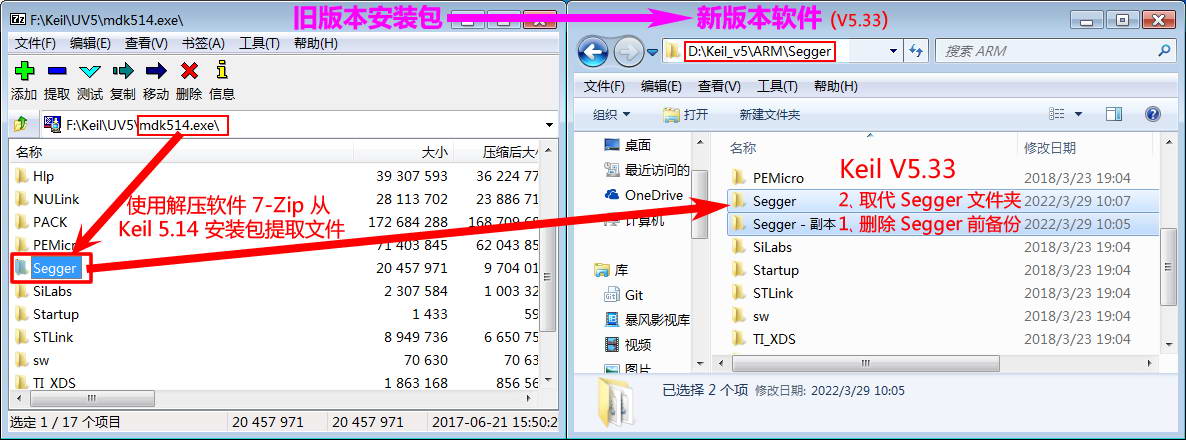 F:\Keil\UV5\mdk514.exe\
旧版本安装包
新版本软件 (V5.33)
文件(F) 编辑(E) 查看(V) 书签(A) 工具(T) 帮助(H)
添加 提取 测试 复制 移动 删除 信息
F:\Keil\UV5\mdk514.exe\
名称 大小 压缩后大小
Hlp 39 307 593 36 224 77
NULink 28 113 702 23 886 71
PACK 172 684 288 168 709 68
PEMicro 71 403 845 62 043 85
Segger 20 457 971 9 704 01
SiLabs 2 307 584 1 003 32
Startup 1 433 59
STLink 8 949 736 6 650 75
sw 70 630 70 63
TI_XDS 1 863 168 856 56
使用解压软件 7-Zip 从
Keil 5.14 安装包提取文件
选定 1 / 17 个项目 20 457 971 20 457 971 2017-06-21 15:50:2
D:\Keil_v5\ARM\Segger
搜索 ARM
文件(F) 编辑(E) 查看(V) 工具(T) 帮助(H)
组织 打开 新建文件夹
桌面
最近访问的
OneDrive
计算机
库
Git
暴风影视库
视频
图片
名称 修改日期
Keil V5.33
PEMicro 2018/3/23 19:04
Segger 2、取代 Segger 文件夹 2022/3/29 10:07
Segger - 副本 1、删除 Segger 前备份 2022/3/29 10:05
SiLabs 2018/3/23 19:04
Startup 2018/3/23 19:04
STLink 2018/3/23 19:04
sw 2018/3/23 19:04
TI_XDS 2018/3/23 19:04
已选择 2 个项 修改日期: 2022/3/29 10:05